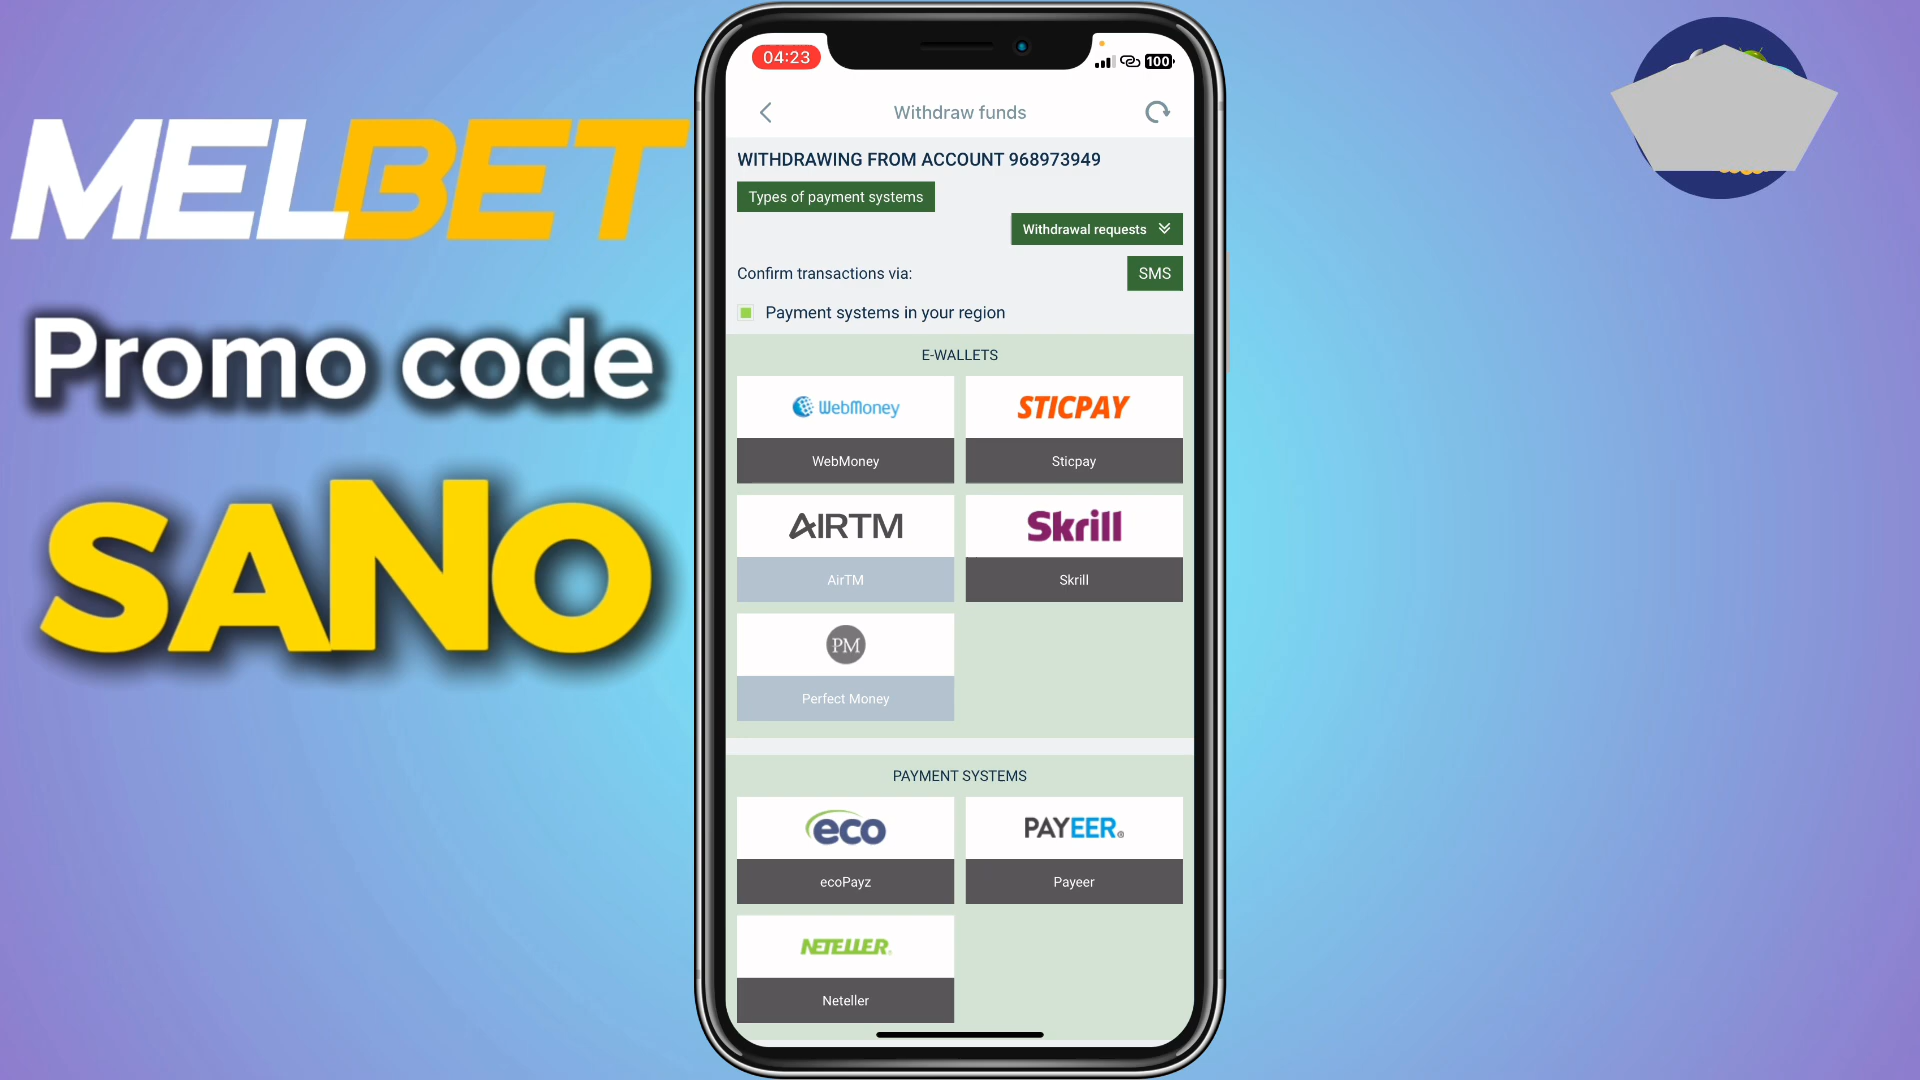 MELBET
Promo code
SANO
04:23
100
Withdraw funds
WITHDRAWING FROM ACCOUNT 968973949
Types of payment systems
Withdrawal requests
Confirm transactions via:
SMS
Payment systems in your region
E-WALLETS
WebMoney
STICPAY
WebMoney
Sticpay
AIRTM
Skrill
AirTM
Skrill
PM
Perfect Money
PAYMENT SYSTEMS
eco
PAYEER®
ecoPayz
Payeer
NETELLER
Neteller